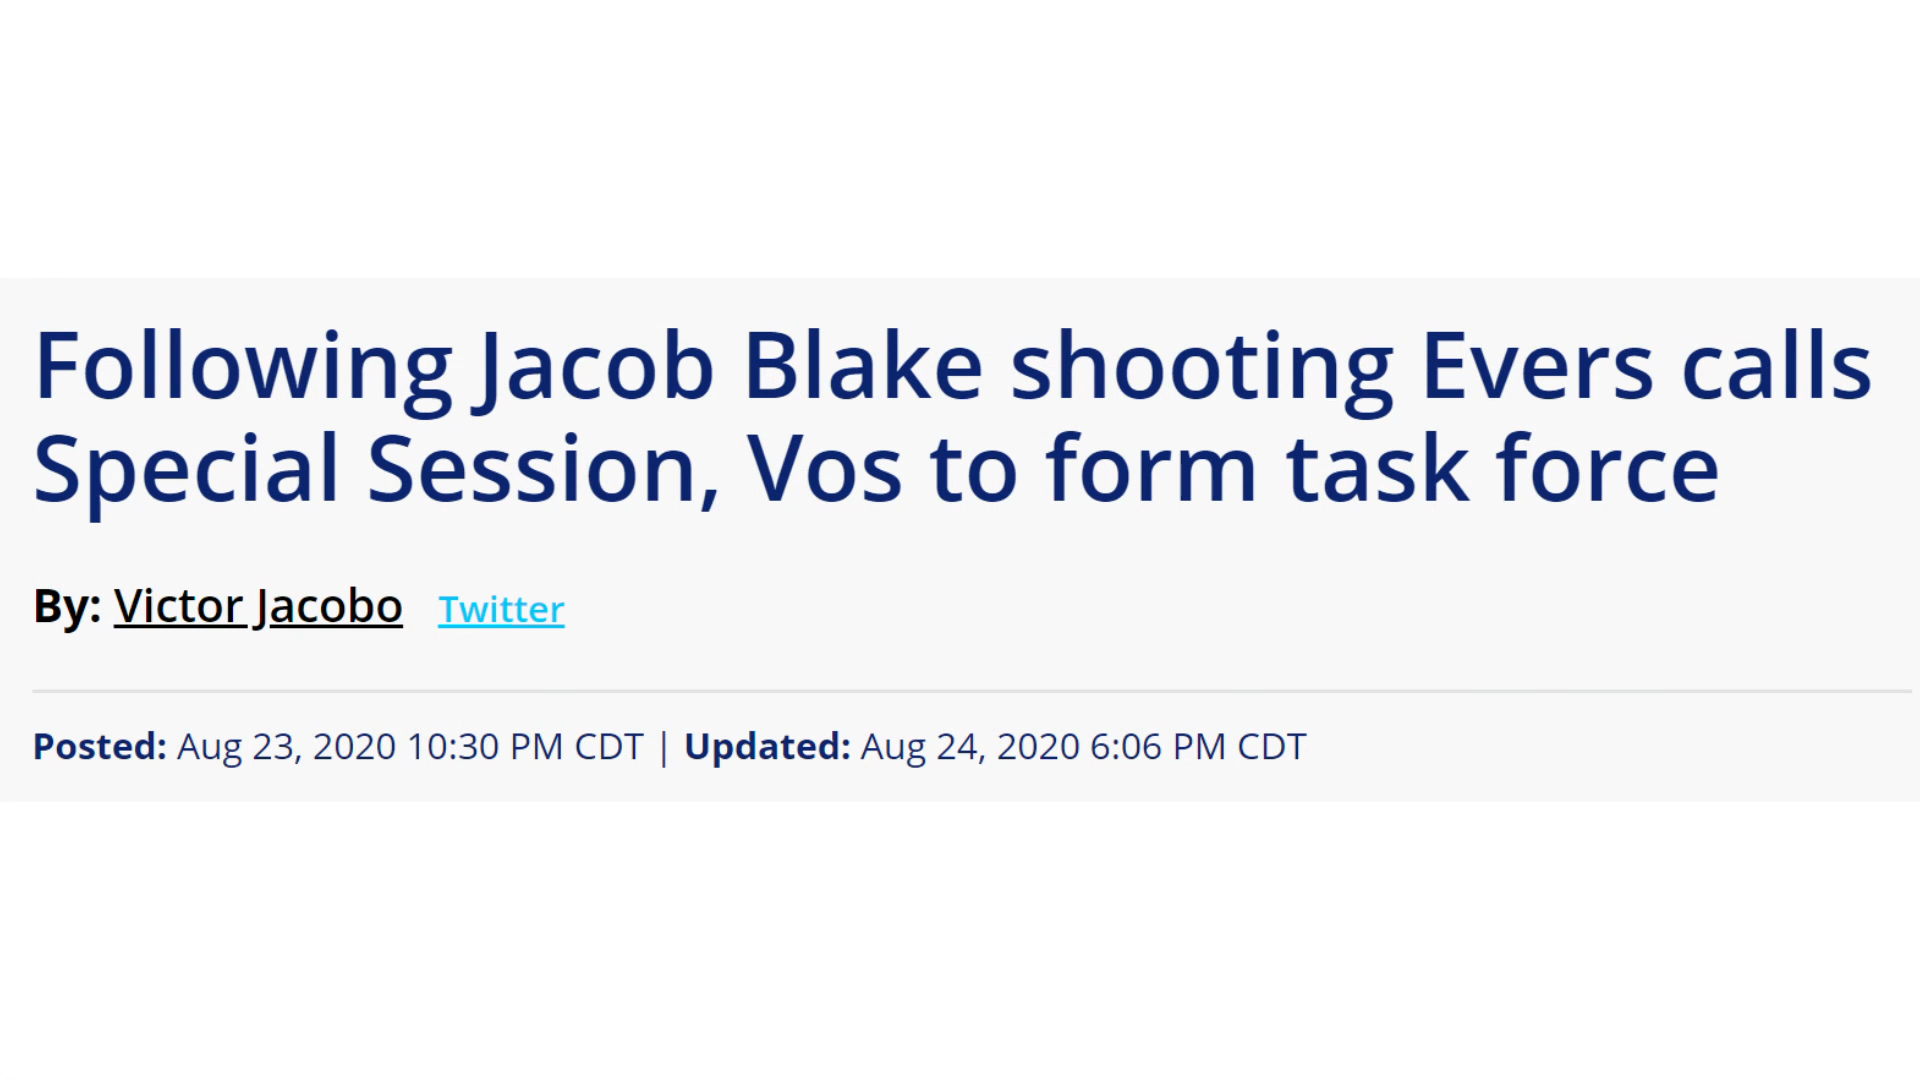 Following Jacob Blake shooting Evers calls
Special Session, Vos to form task force
By: Victor Jacobo Twitter
Posted: Aug 23, 2020 10:30 PM CDT | Updated: Aug 24, 2020 6:06 PM CDT